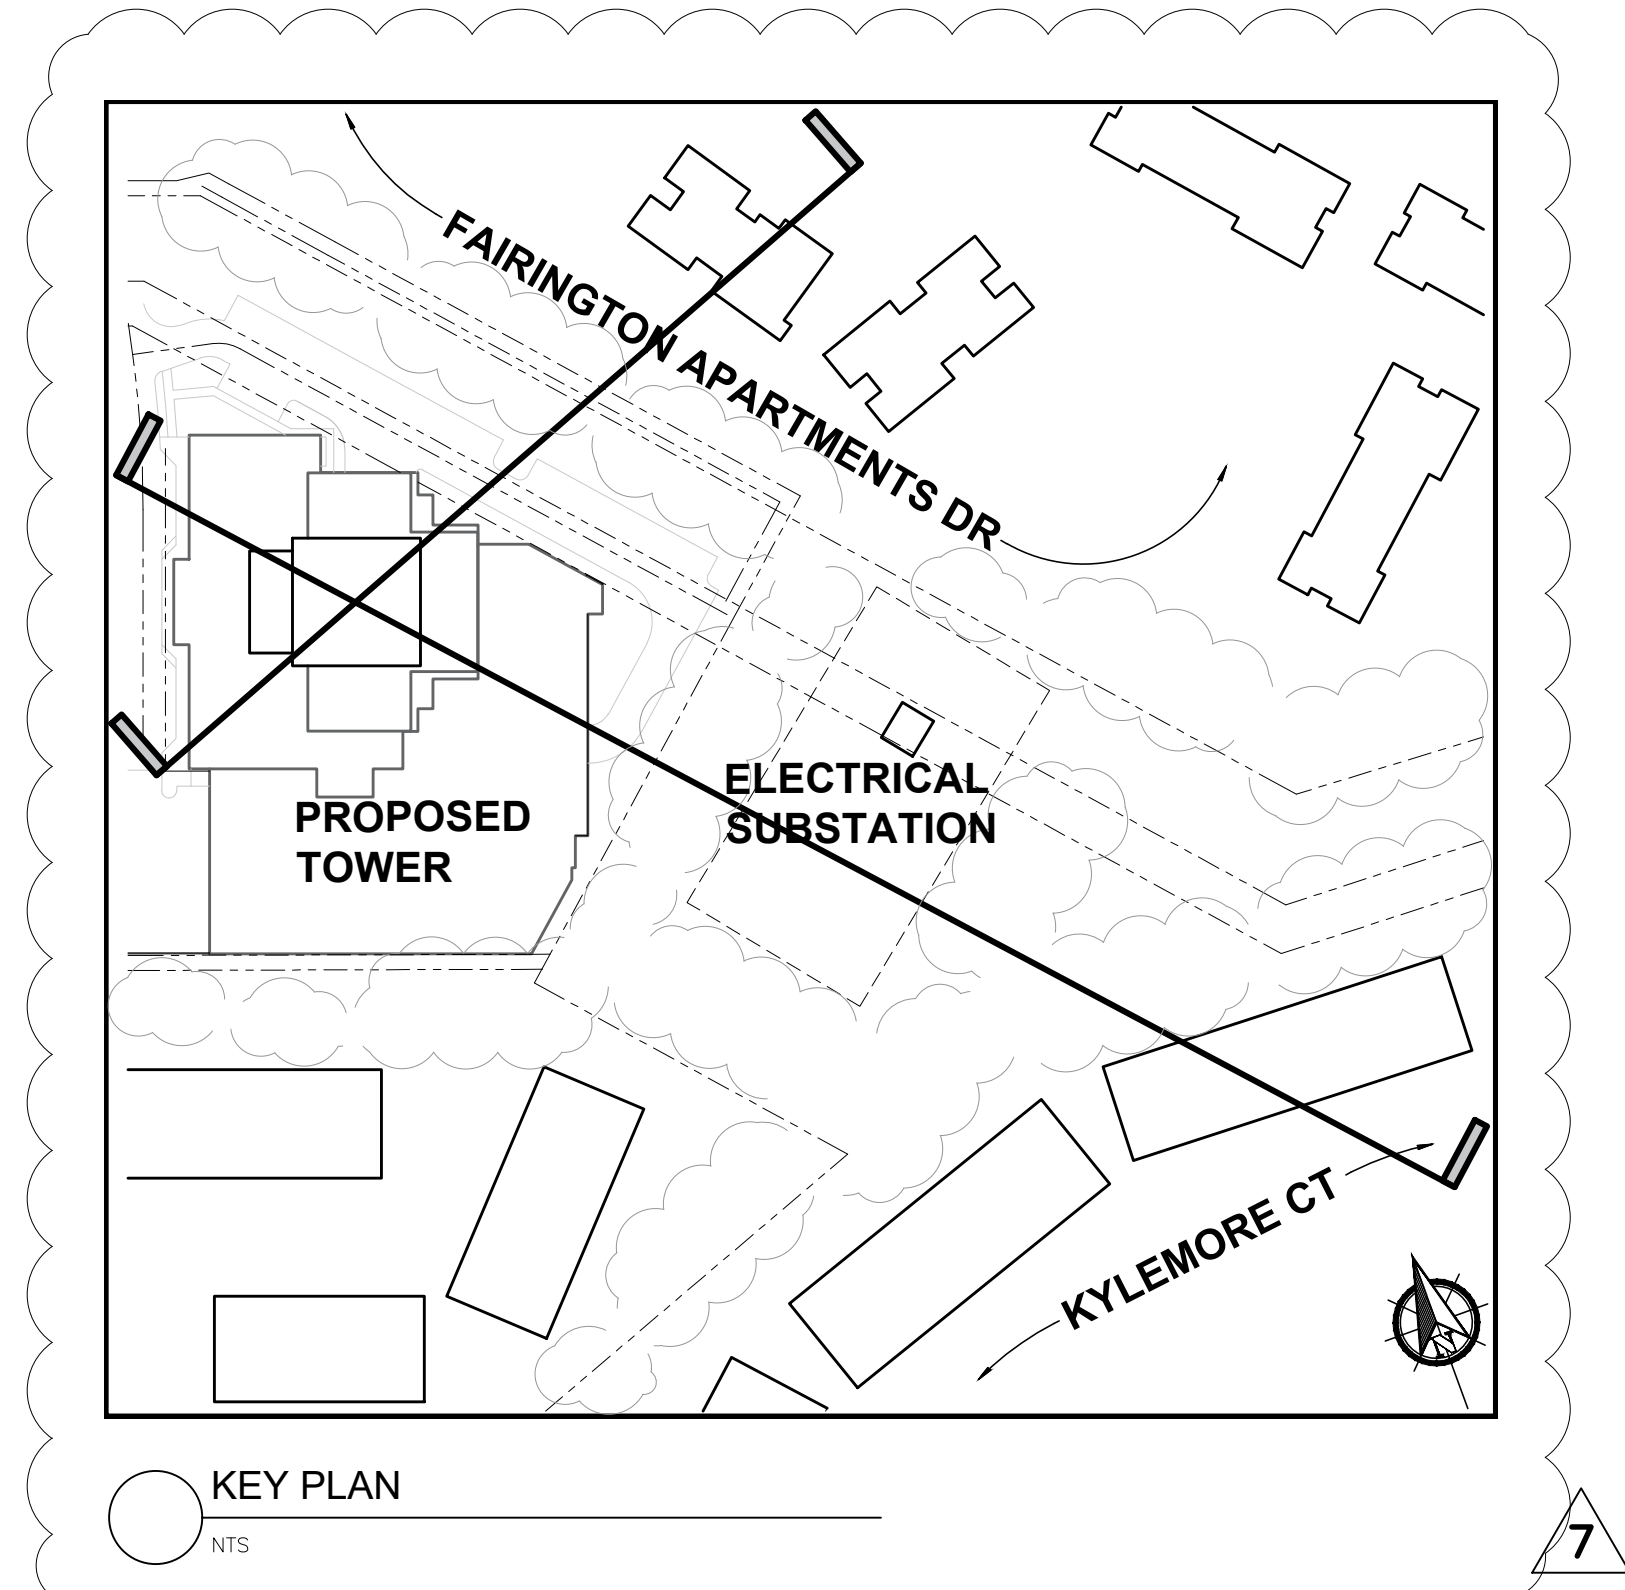 FAIRINGTON APARTMENTS DR
ELECTRICAL
SUBSTATION
PROPOSED
TOWER
KYLEMORE CT
N
KEY PLAN
NTS
7